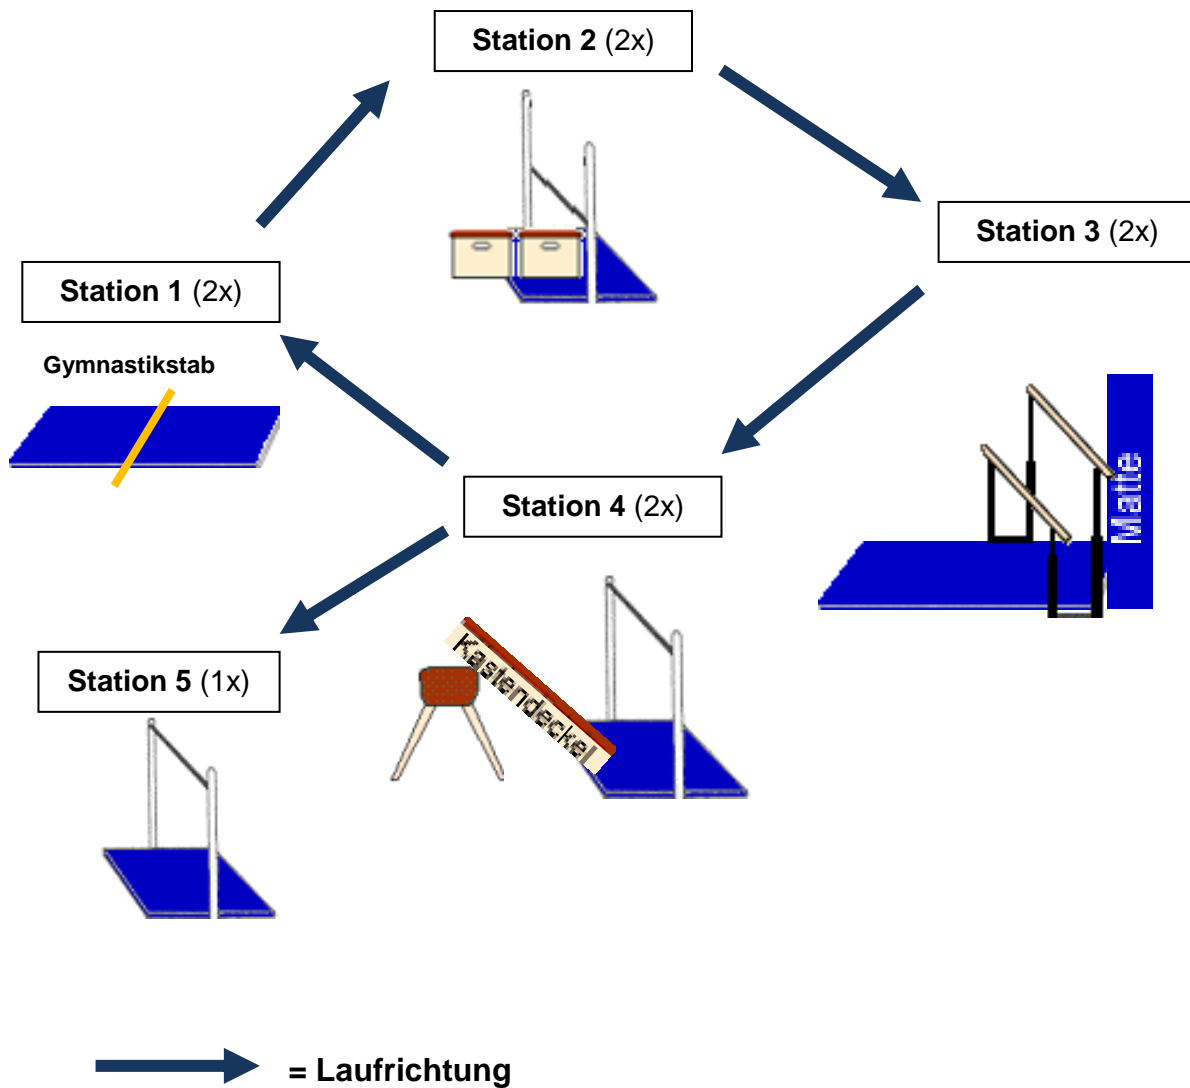 Station 2 (2x)
Station 3 (2x)
Station 1 (2x)
Gymnastikstab
Matte
Station 4 (2x)
Kastendeckel
Station 5 (1x)
= Laufrichtung